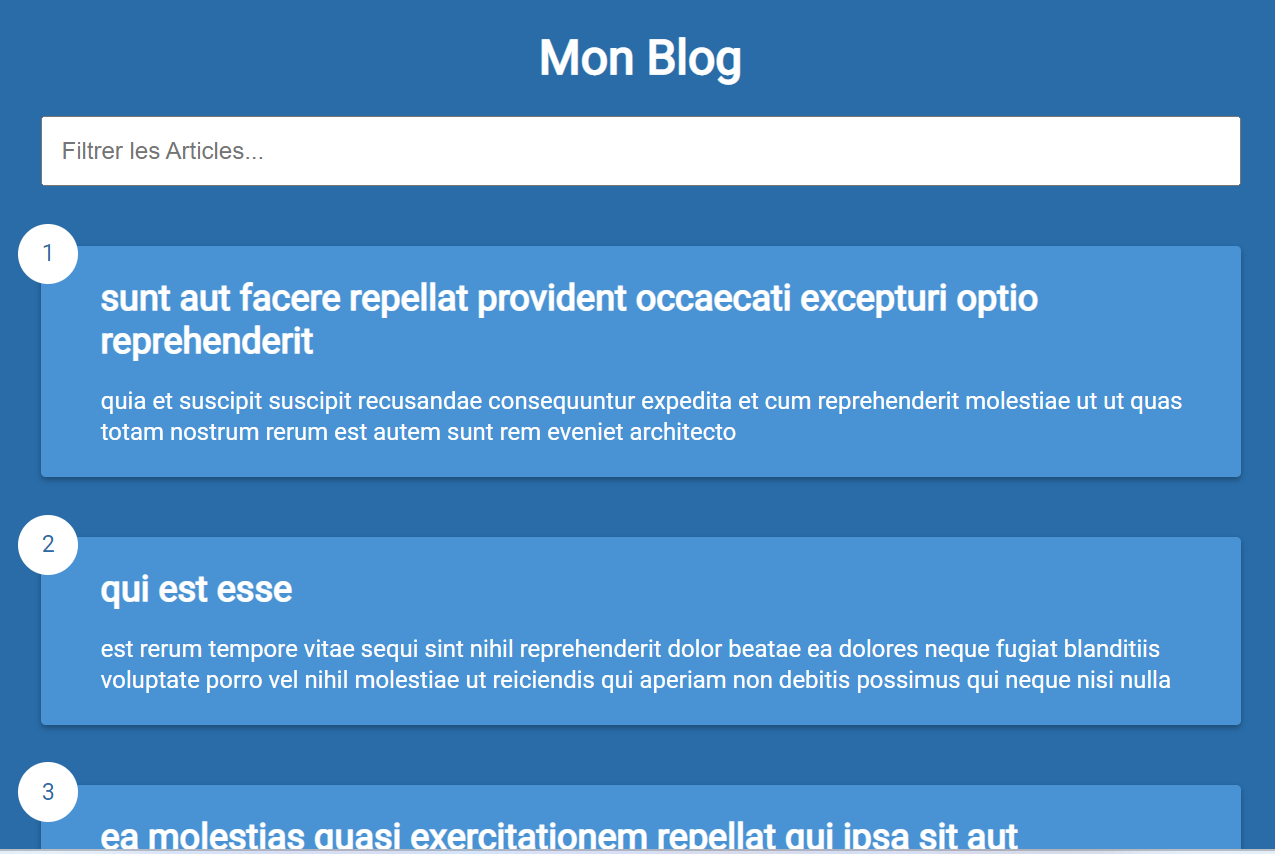 Mon Blog
Filtrer les Articles...
1
sunt aut facere repellat provident occaecati excepturi optio
reprehenderit
quia et suscipit suscipit recusandae consequuntur expedita et cum reprehenderit molestiae ut ut quas
totam nostrum rerum est autem sunt rem eveniet architecto
2
qui est esse
est rerum tempore vitae sequi sint nihil reprehenderit dolor beatae ea dolores neque fugiat blanditiis
voluptate porro vel nihil molestiae ut reiciendis qui aperiam non debitis possimus qui neque nisi nulla
3
ea molestias quasi exercitationem repellat qui ipsa sit aut